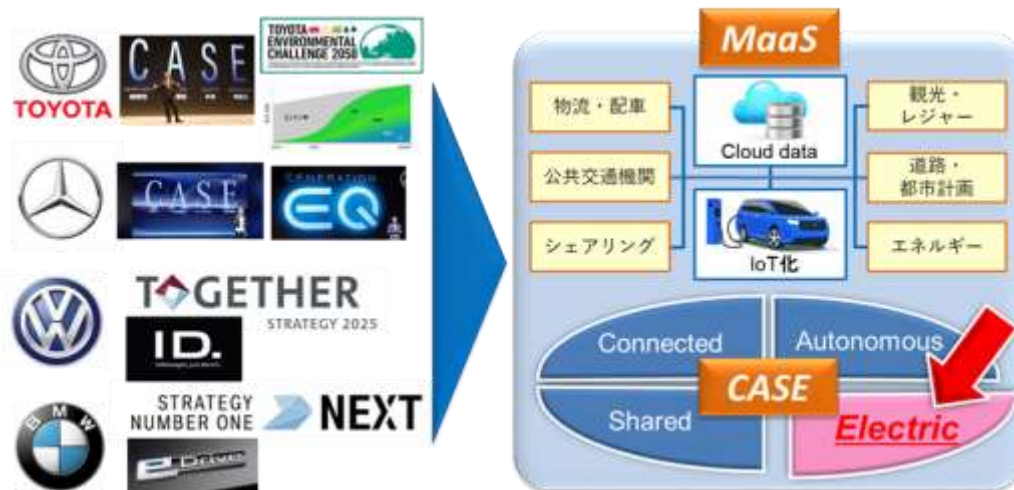 TOYOTA
CASE
TOYOTA
ENVIRONMENTAL
CHALLENGE 2050
CASE
GENERATION
EQ
TOGETHER
STRATEGY 2025
ID.
BMW
STRATEGY
NUMBER ONE
NEXT
eDrive
MaaS
物流・配車
公共交通機関
シェアリング
Cloud data
IoT化
観光・
レジャー
道路・
都市計画
エネルギー
Connected
Autonomous
CASE
Shared
Electric